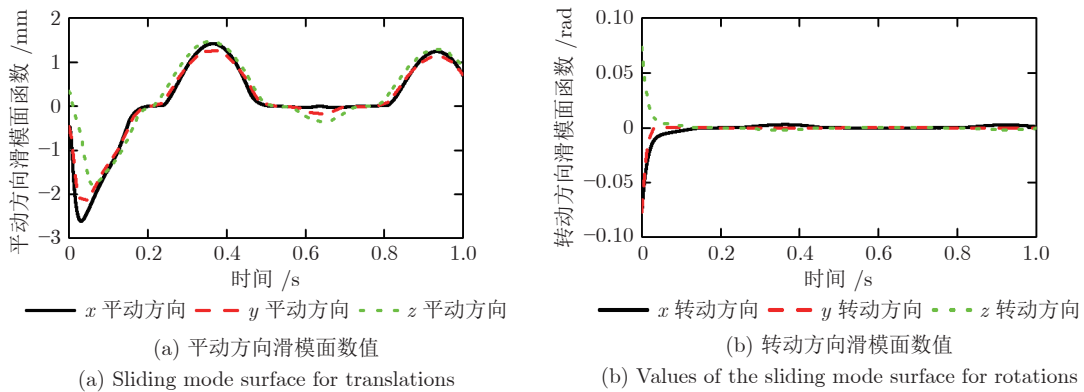 平动方向滑模面函数 /mm
2
1
0
−1
−2
−3
0
0.2
0.4
0.6
0.8
1.0
时间 /s
x 平动方向
y 平动方向
z 平动方向
(a) 平动方向滑模面数值
(a) Sliding mode surface for translations
转动方向滑模面函数 /rad
0.10
0.05
0
−0.05
−0.10
0
0.2
0.4
0.6
0.8
1.0
时间 /s
x 转动方向
y 转动方向
z 转动方向
(b) 转动方向滑模面数值
(b) Values of the sliding mode surface for rotations